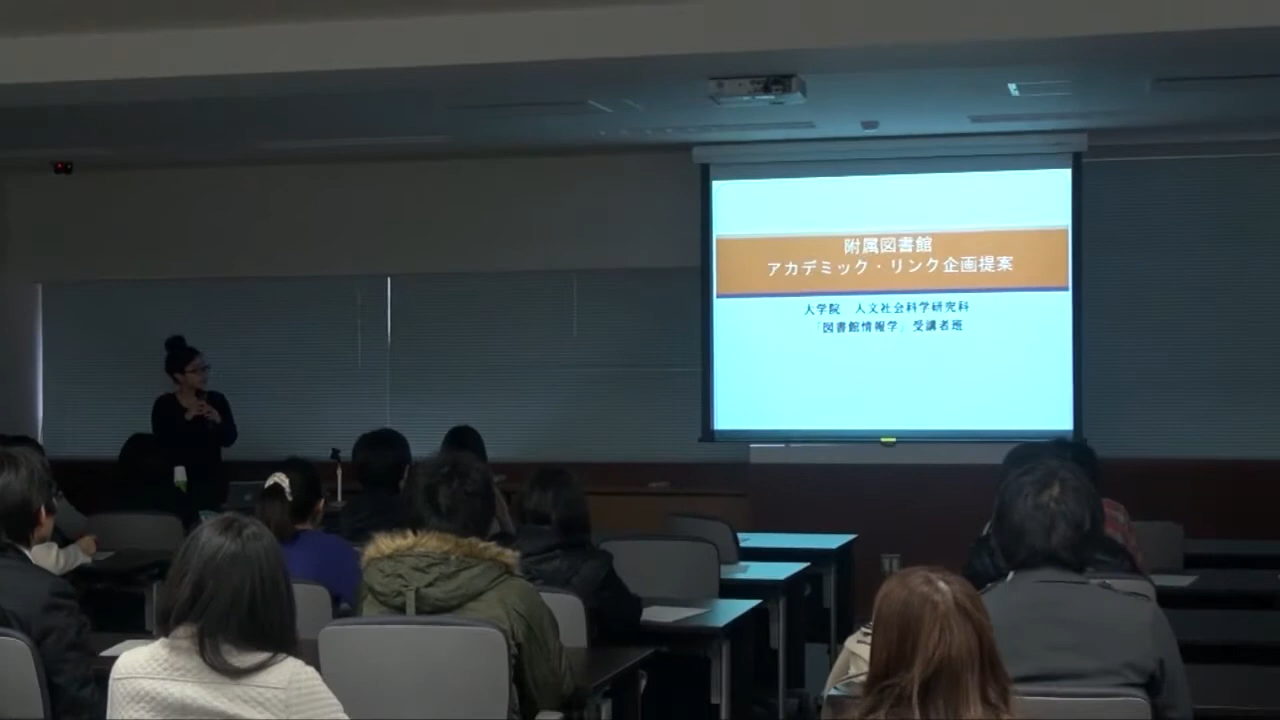 附属図書館
アカデミック・リンク企画提案
大学院 人文社会科学研究科
「図書館情報学」受講者班